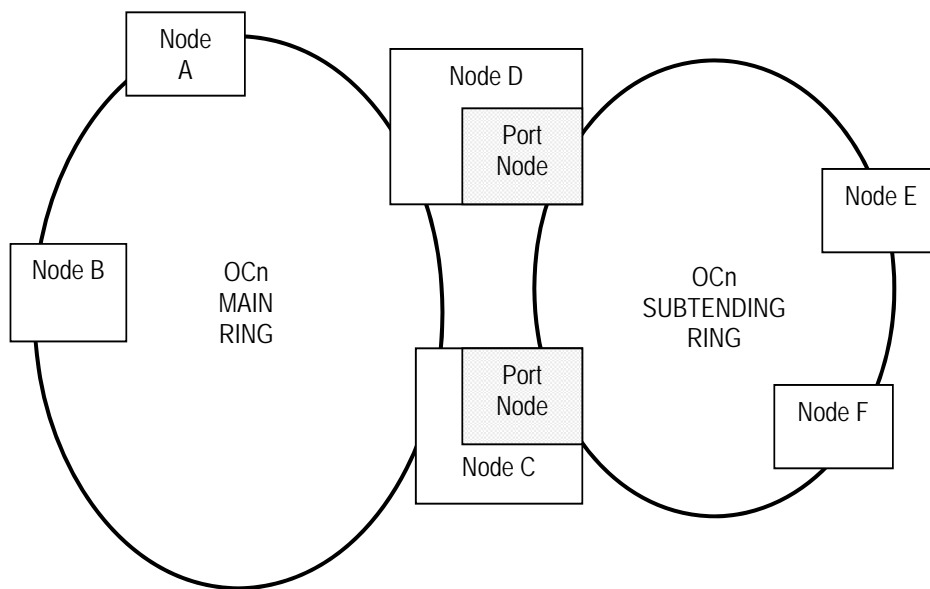 Node
A
Node D
Port
Node
Node E
Node B
OCn
MAIN
RING
OCn
SUBTENDING
RING
Port
Node
Node C
Node F